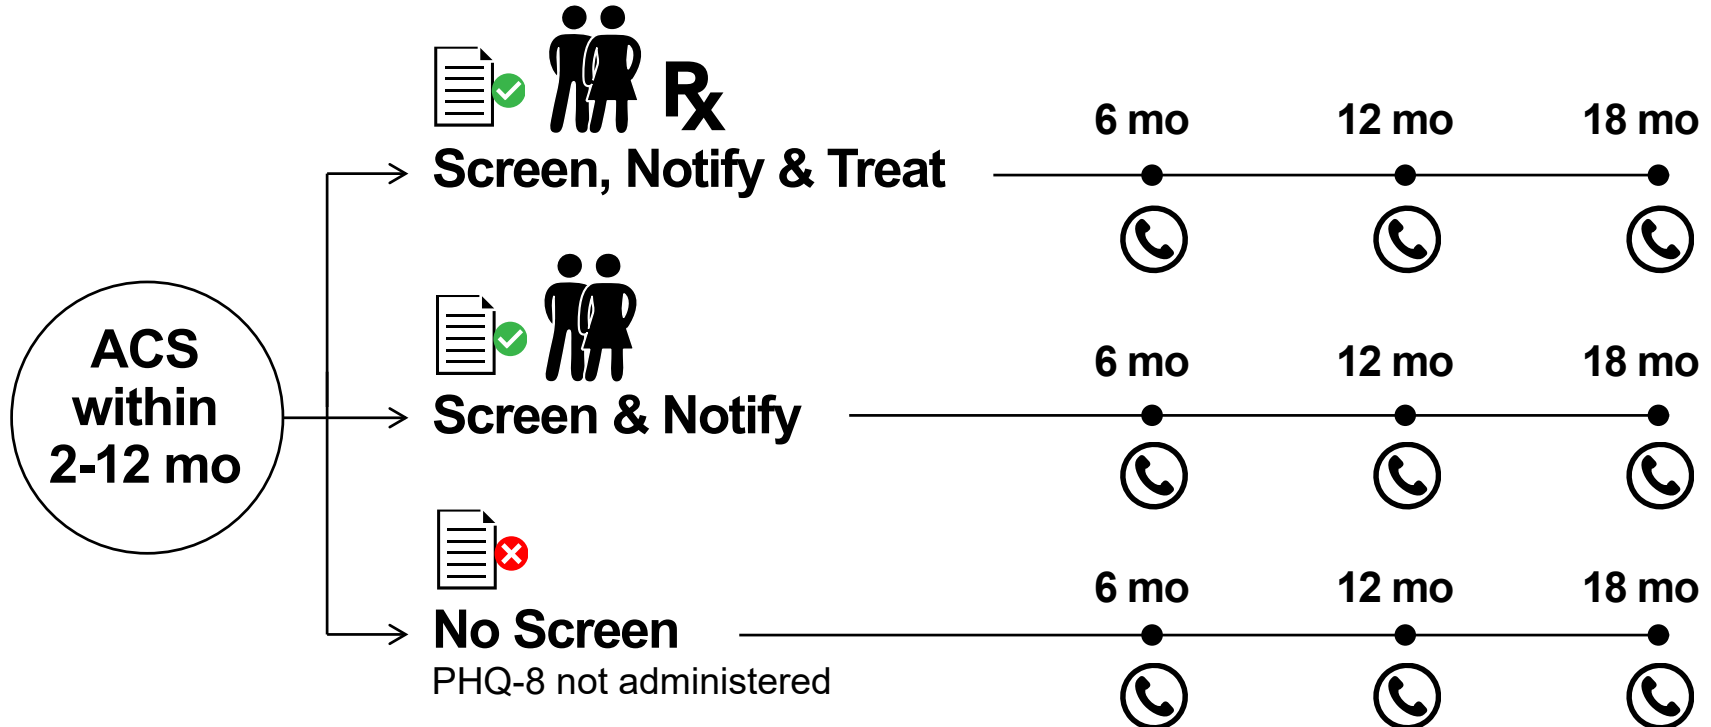 Rx
6 mo 12 mo 18 mo
Screen, Notify & Treat
ACS
within
2-12 mo
6 mo 12 mo 18 mo
Screen & Notify
6 mo 12 mo 18 mo
No Screen
PHQ-8 not administered